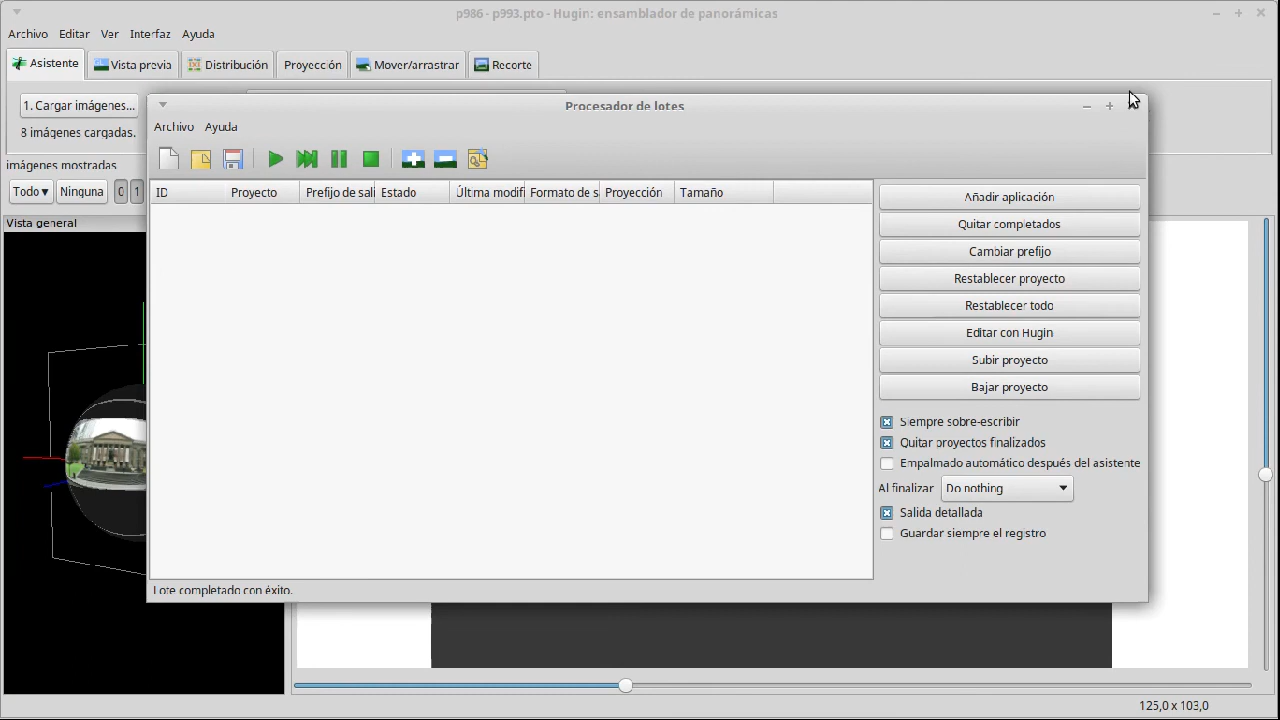 p986 - p993.pto - Hugin: ensamblador de panorámicas
Archivo Editar Ver Interfaz Ayuda
Asistente Vista previa Distribución Proyección Mover/arrastrar Recorte
1. Cargar imágenes...
8 imágenes cargadas.
imágenes mostradas
Todo Ninguna 0 1
Vista general
Procesador de lotes
Archivo Ayuda
ID Proyecto Prefijo de sali Estado Última modifi Formato de s Proyección Tamaño
Añadir aplicación
Quitar completados
Cambiar prefijo
Restablecer proyecto
Restablecer todo
Editar con Hugin
Subir proyecto
Bajar proyecto
Siempre sobre-escribir
Quitar proyectos finalizados
Empalmado automático después del asistente
Al finalizar Do nothing
Salida detallada
Guardar siempre el registro
Lote completado con éxito.
125,0 x 103,0